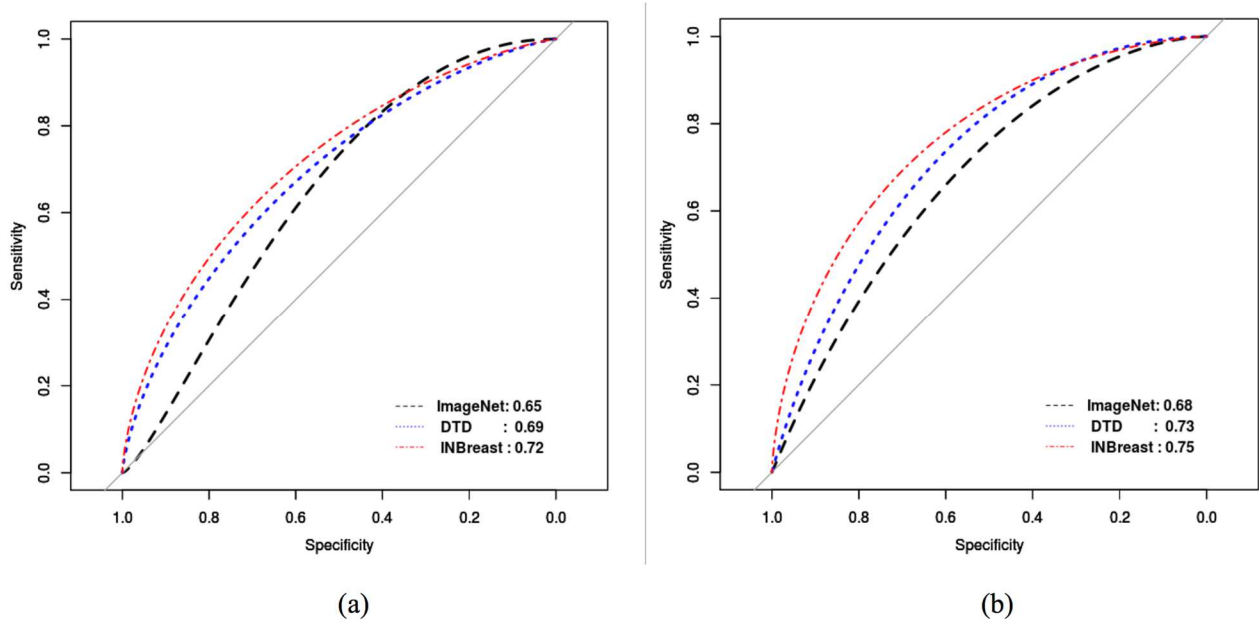 1.0
0.8
0.6
0.4
0.2
0.0
Sensitivity
ImageNet: 0.65
DTD : 0.69
INBreast : 0.72
1.0 0.8 0.6 0.4 0.2 0.0
Specificity
(a)
1.0
0.8
0.6
0.4
0.2
0.0
Sensitivity
ImageNet: 0.68
DTD : 0.73
INBreast : 0.75
1.0 0.8 0.6 0.4 0.2 0.0
Specificity
(b)